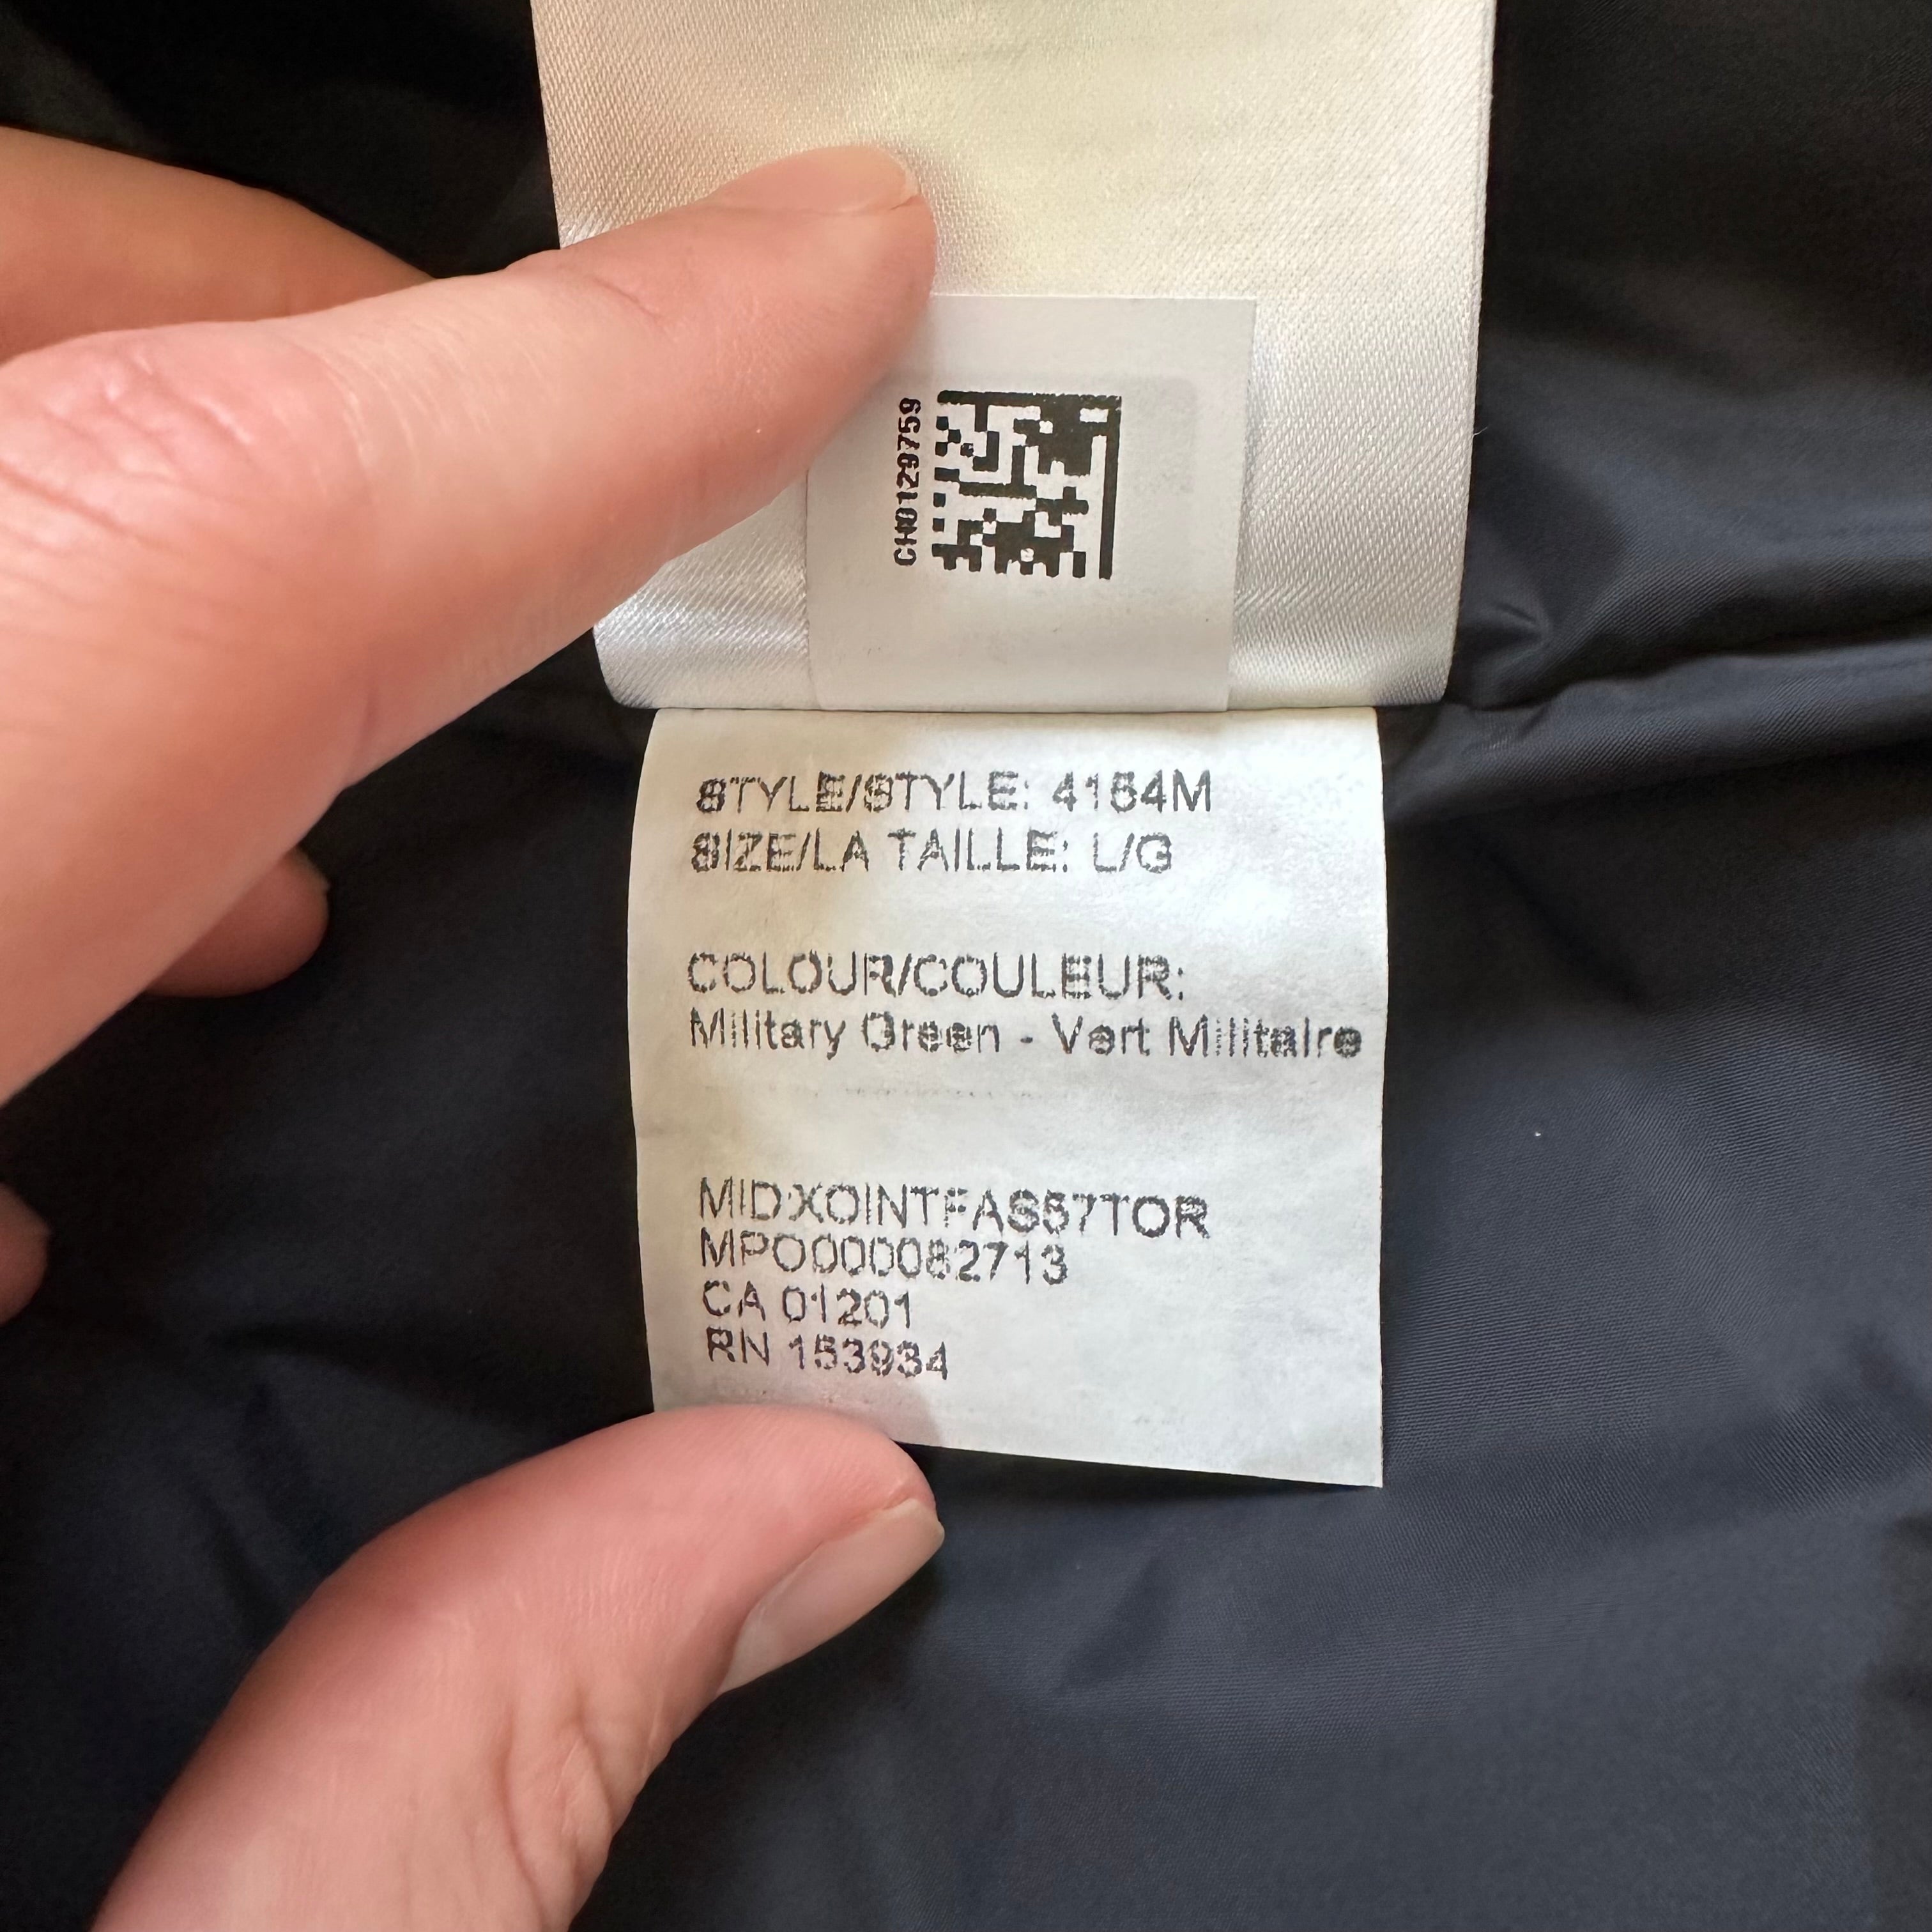 CH0129759
STYLE/STYLE: 4154M
SIZE/LA TAILLE: L/G
COLOUR/COULEUR:
Military Green - Vert Militaire
MIDXOINTFAS57TOR
MPO000082713
CA 01201
RN 153934